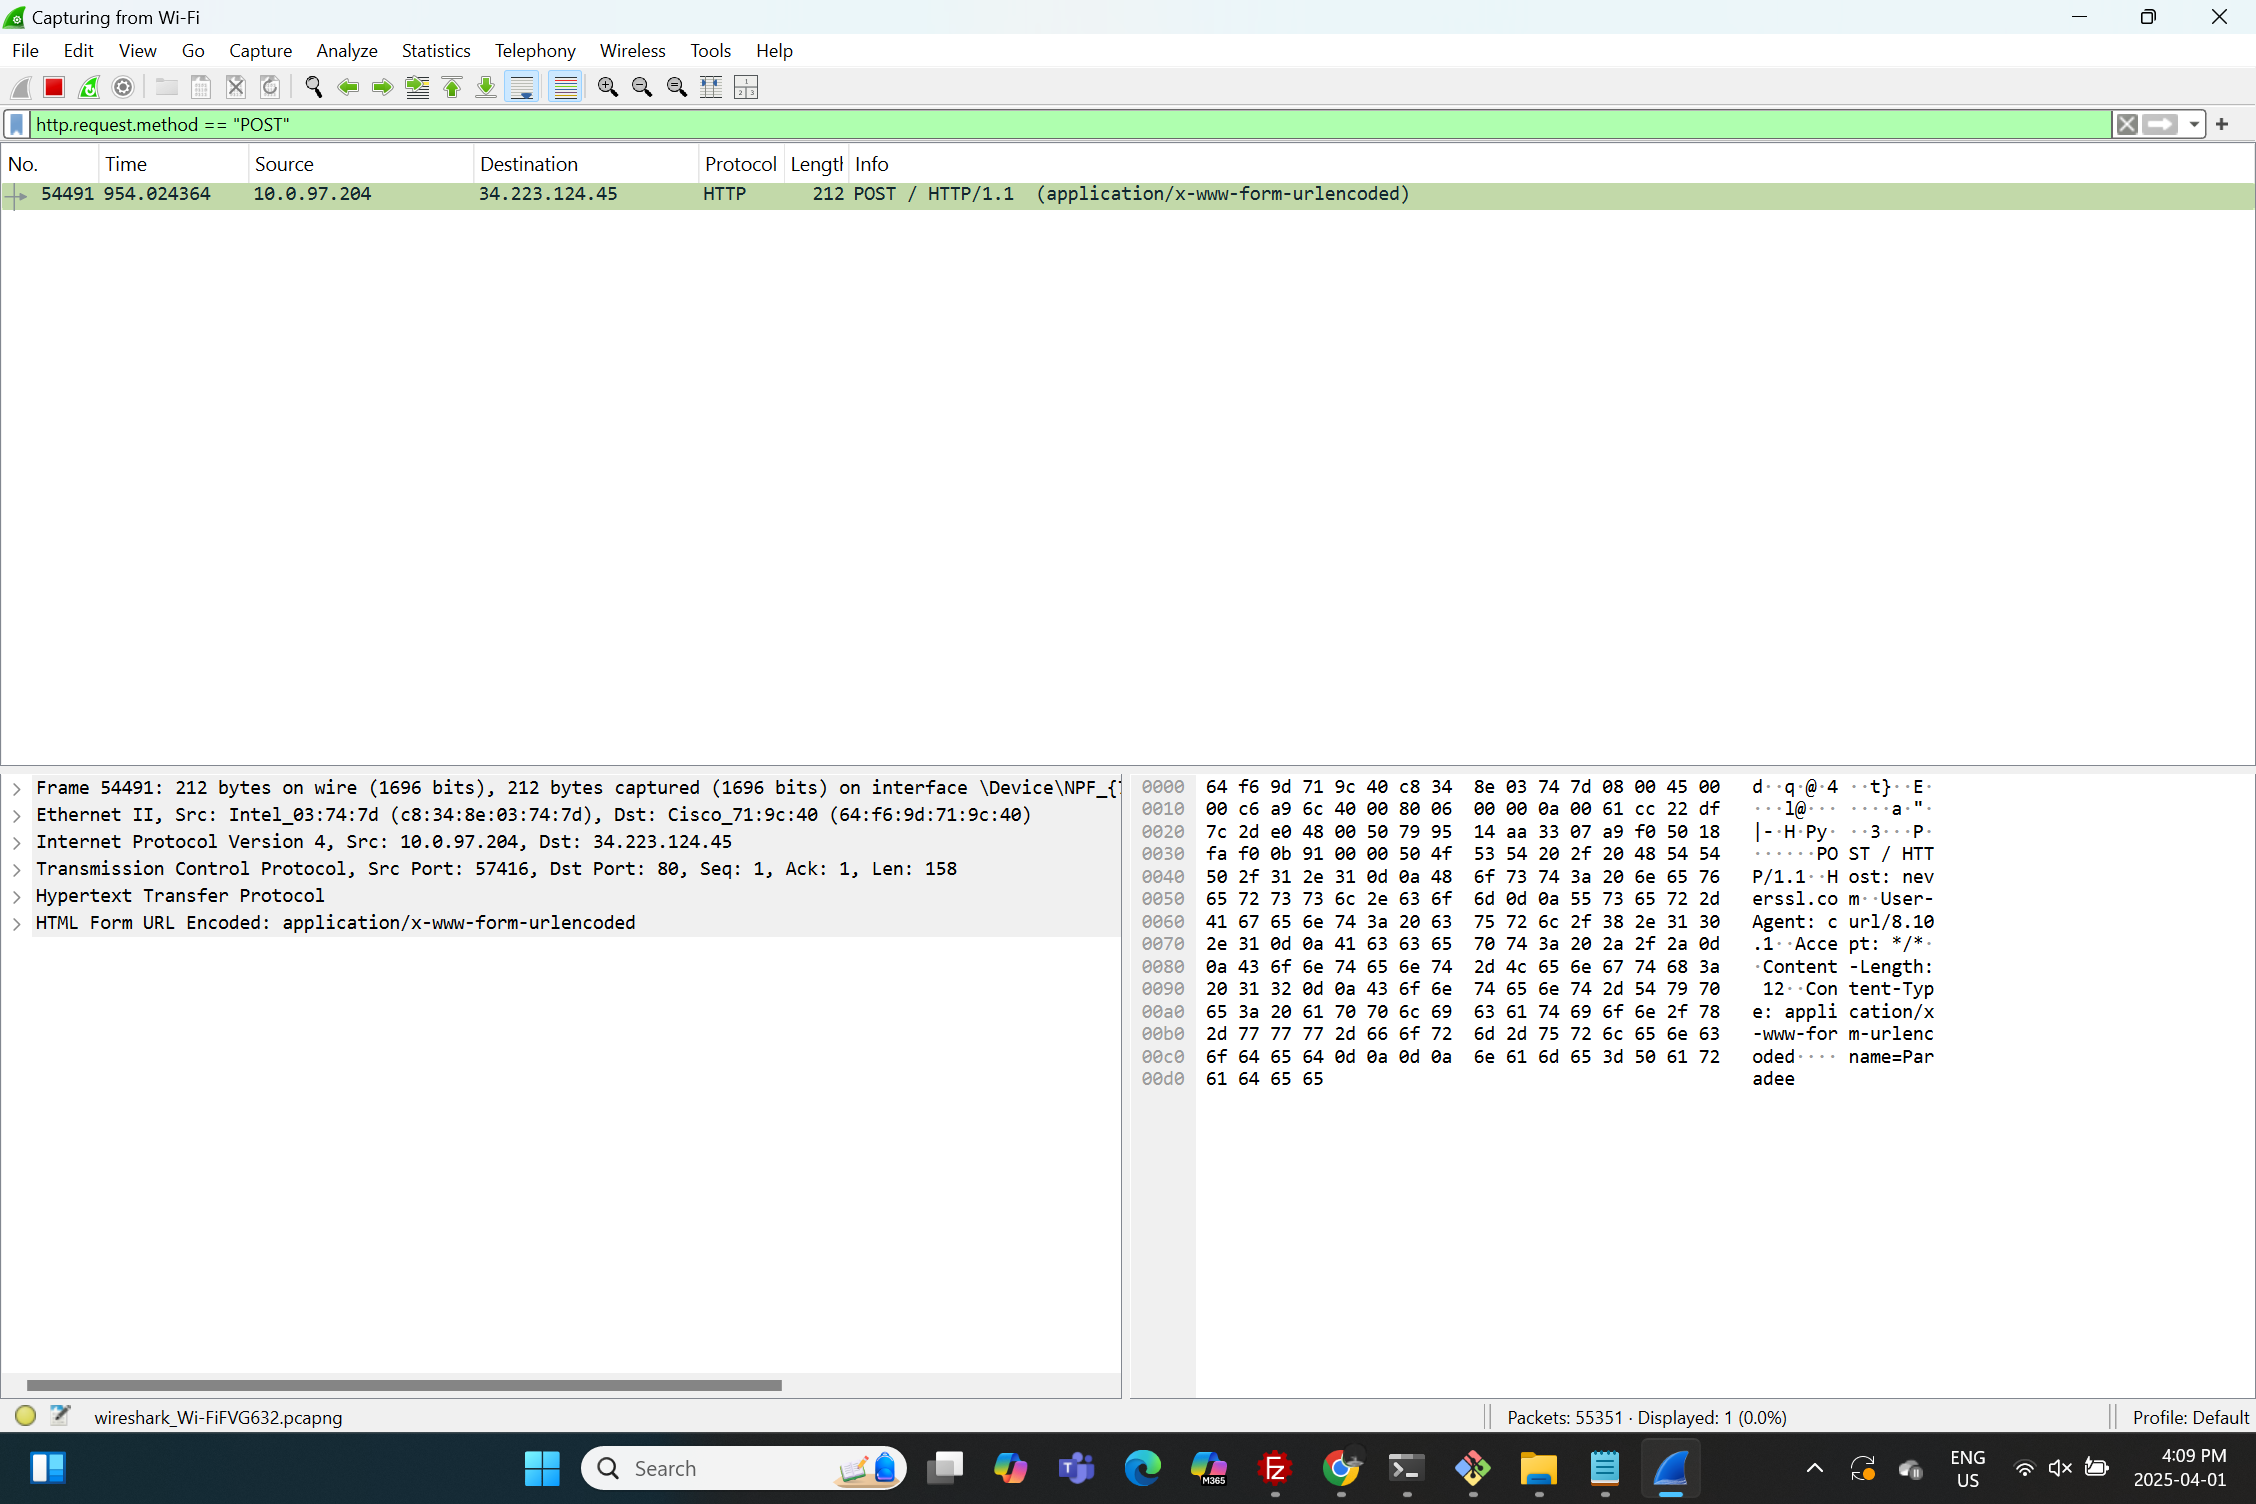 Capturing from Wi-Fi
File Edit View Go Capture Analyze Statistics Telephony Wireless Tools Help
http.request.method == "POST"
No. Time Source Destination Protocol Length Info
54491 954.024364 10.0.97.204 34.223.124.45 HTTP 212 POST / HTTP/1.1 (application/x-www-form-urlencoded)
Frame 54491: 212 bytes on wire (1696 bits), 212 bytes captured (1696 bits) on interface \Device\NPF_{
Ethernet II, Src: Intel_03:74:7d (c8:34:8e:03:74:7d), Dst: Cisco_71:9c:40 (64:f6:9d:71:9c:40)
Internet Protocol Version 4, Src: 10.0.97.204, Dst: 34.223.124.45
Transmission Control Protocol, Src Port: 57416, Dst Port: 80, Seq: 1, Ack: 1, Len: 158
Hypertext Transfer Protocol
HTML Form URL Encoded: application/x-www-form-urlencoded
0000 64 f6 9d 71 9c 40 c8 34 8e 03 74 7d 08 00 45 00 d··q·@·4 ··t}··E·
0010 00 c6 a9 6c 40 00 80 06 00 00 0a 00 61 cc 22 df ···l@··· ····a·"·
0020 7c 2d e0 48 00 50 79 95 14 aa 33 07 a9 f0 50 18 |-·H·Py· ··3···P·
0030 fa f0 0b 91 00 00 50 4f 53 54 20 2f 20 48 54 54 ······PO ST / HTT
0040 50 2f 31 2e 31 0d 0a 48 6f 73 74 3a 20 6e 65 76 P/1.1··H ost: nev
0050 65 72 73 73 6c 2e 63 6f 6d 0d 0a 55 73 65 72 2d erssl.co m··User-
0060 41 67 65 6e 74 3a 20 63 75 72 6c 2f 38 2e 31 30 Agent: c url/8.10
0070 2e 31 0d 0a 41 63 63 65 70 74 3a 20 2a 2f 2a 0d .1··Acce pt: */*·
0080 0a 43 6f 6e 74 65 6e 74 2d 4c 65 6e 67 74 68 3a ·Content -Length:
0090 20 31 32 0d 0a 43 6f 6e 74 65 6e 74 2d 54 79 70 12··Con tent-Typ
00a0 65 3a 20 61 70 70 6c 69 63 61 74 69 6f 6e 2f 78 e: appli cation/x
00b0 2d 77 77 77 2d 66 6f 72 6d 2d 75 72 6c 65 6e 63 -www-for m-urlenc
00c0 6f 64 65 64 0d 0a 0d 0a 6e 61 6d 65 3d 50 61 72 oded···· name=Par
00d0 61 64 65 65 adee
wireshark_Wi-FiFVG632.pcapng Packets: 55351 · Displayed: 1 (0.0%) Profile: Default
Search M365 ENG
US
4:09 PM
2025-04-01